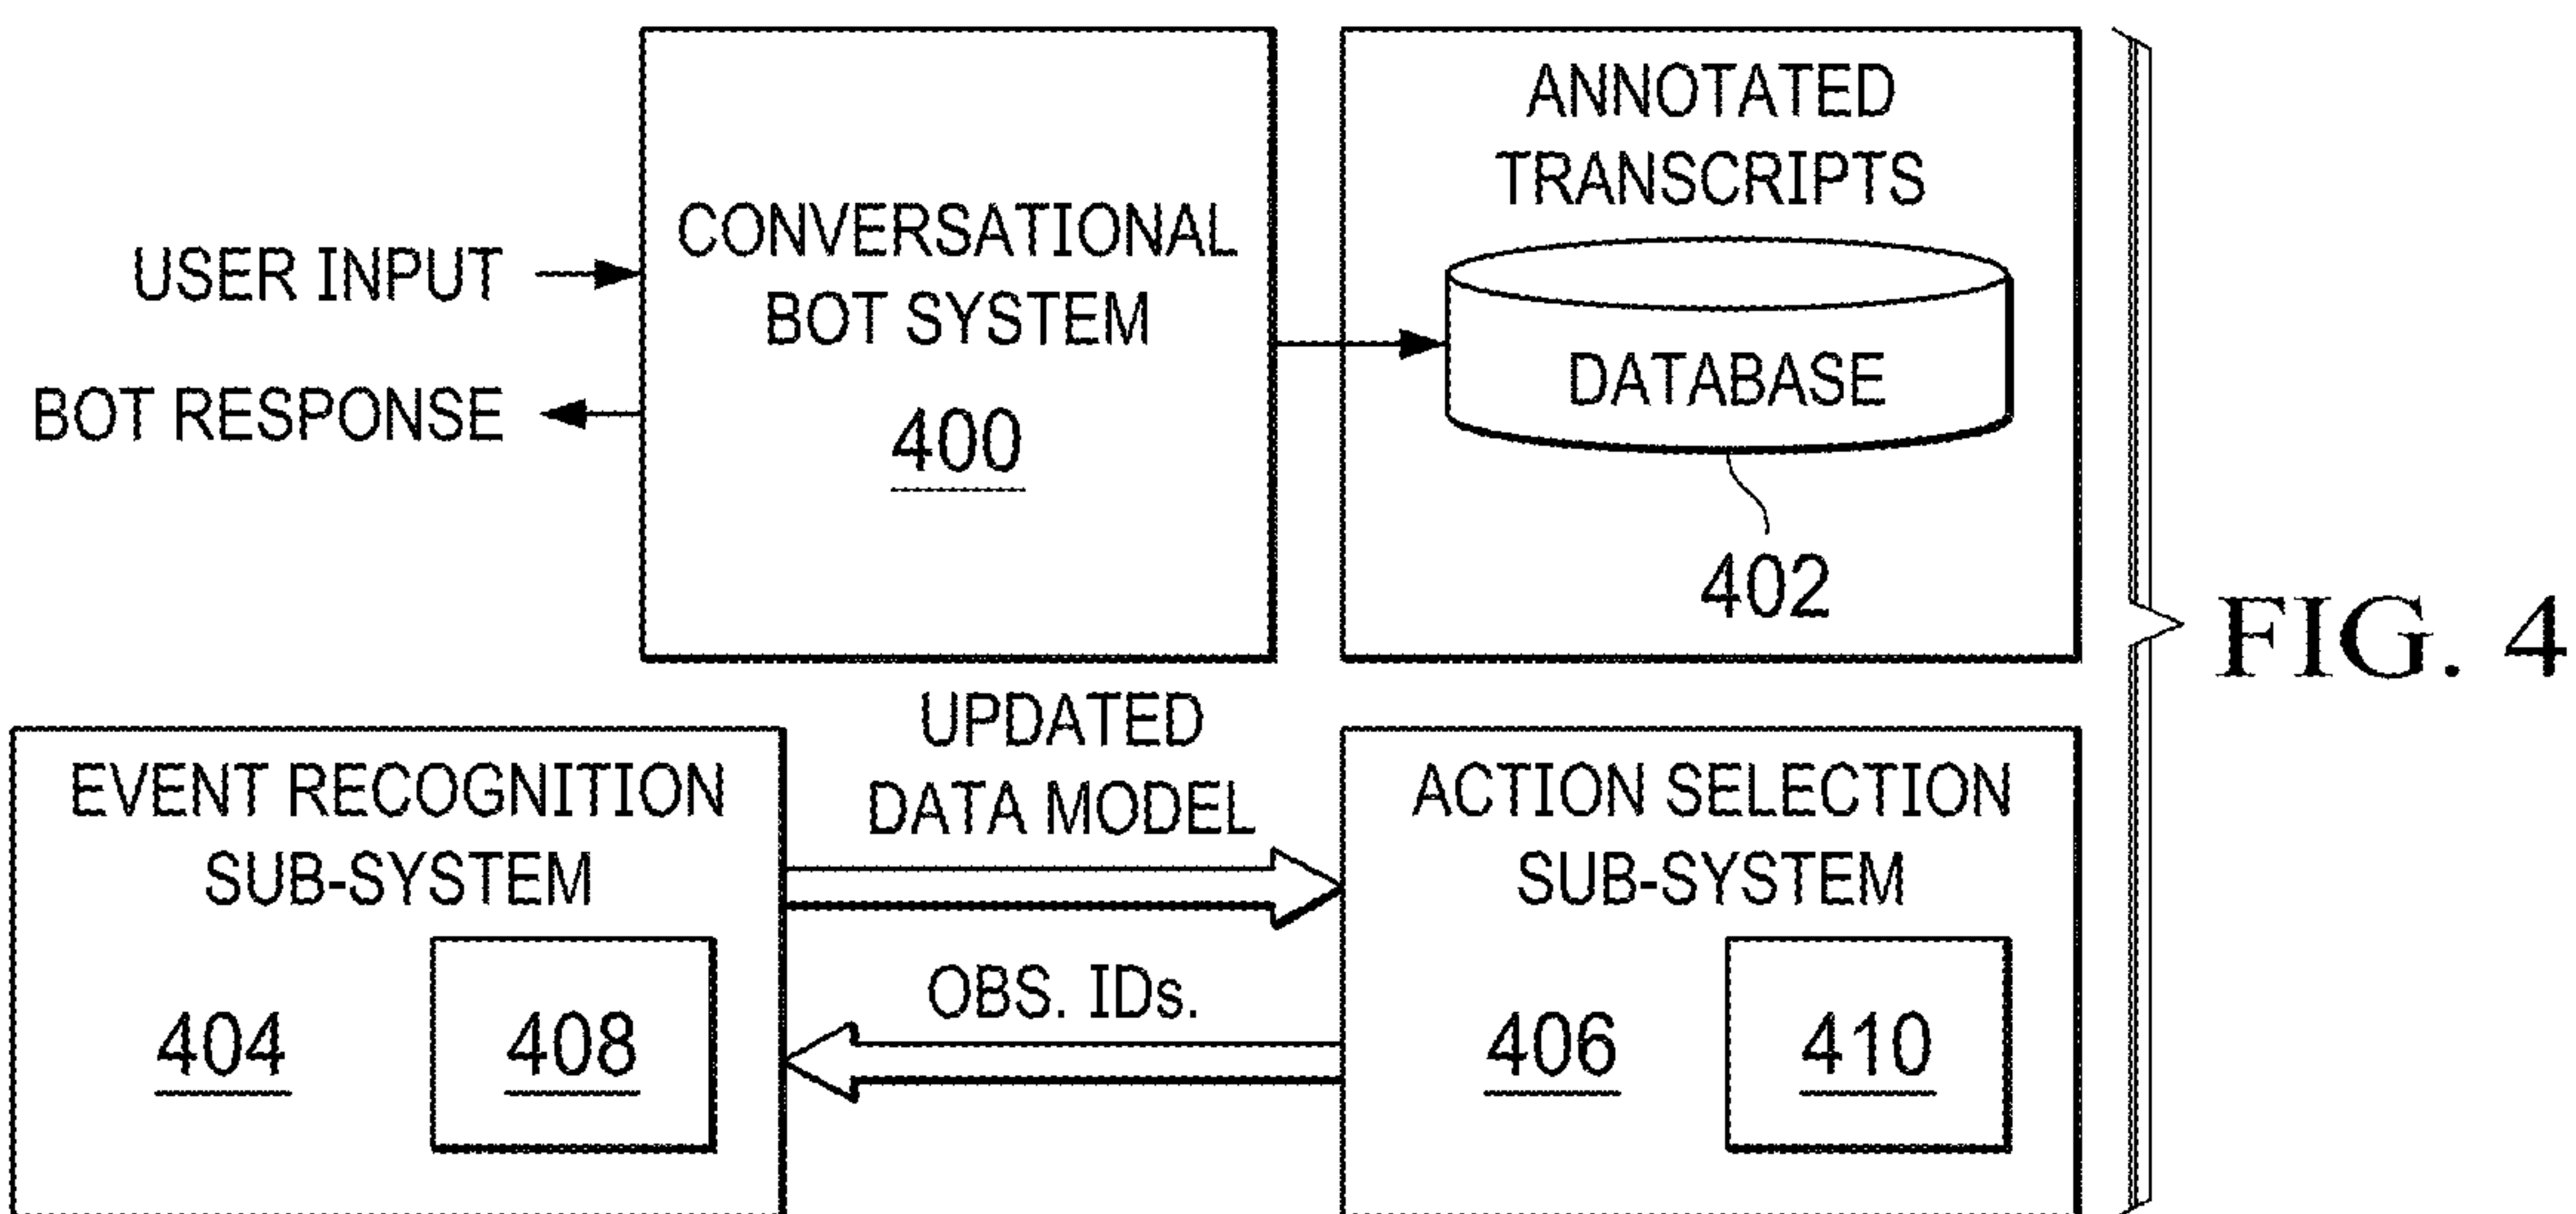 USER INPUT
BOT RESPONSE
CONVERSATIONAL
BOT SYSTEM
400
ANNOTATED
TRANSCRIPTS
DATABASE
402
EVENT RECOGNITION
SUB-SYSTEM
404
408
UPDATED
DATA MODEL
OBS. IDs.
ACTION SELECTION
SUB-SYSTEM
406
410
FIG. 4